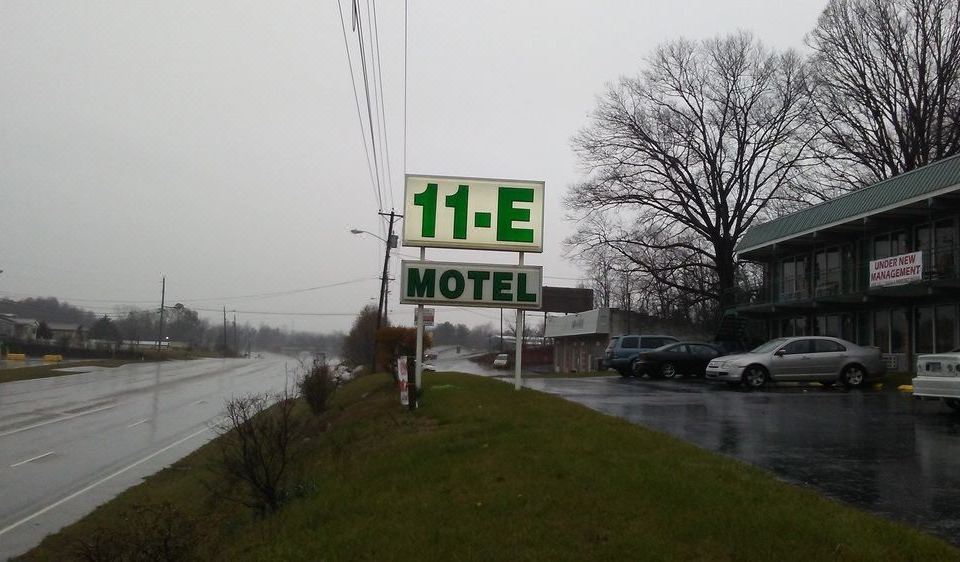 11-E
MOTEL
UNDER NEW
MANAGEMENT